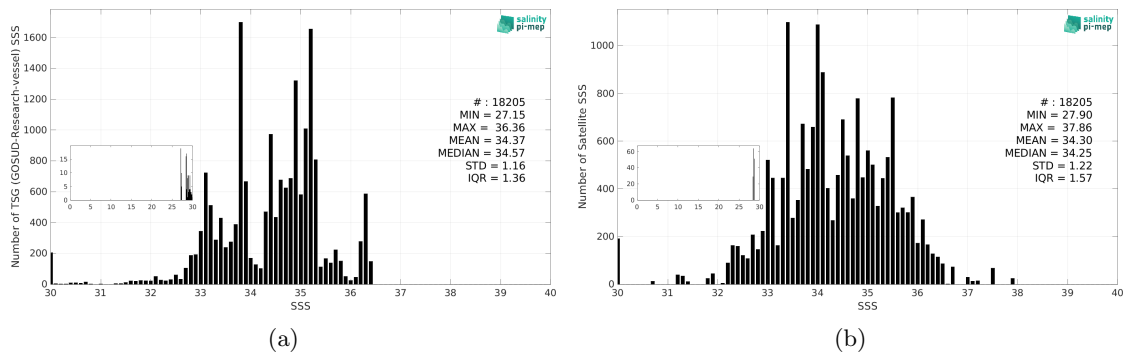 salinity
pi-mep
Number of TSG (GOSUD-Research-vessel) SSS
1600
1400
1200
1000
800
600
400
200
0
# : 18205
MIN = 27.15
MAX = 36.36
MEAN = 34.37
MEDIAN = 34.57
STD = 1.16
IQR = 1.36
15
10
5
0
0 5 10 15 20 25 30
30 31 32 33 34 35 36 37 38 39 40
SSS
(a)
salinity
pi-mep
Number of Satellite SSS
1000
800
600
400
200
0
# : 18205
MIN = 27.90
MAX = 37.86
MEAN = 34.30
MEDIAN = 34.25
STD = 1.22
IQR = 1.57
60
40
20
0
0 5 10 15 20 25 30
30 31 32 33 34 35 36 37 38 39 40
SSS
(b)